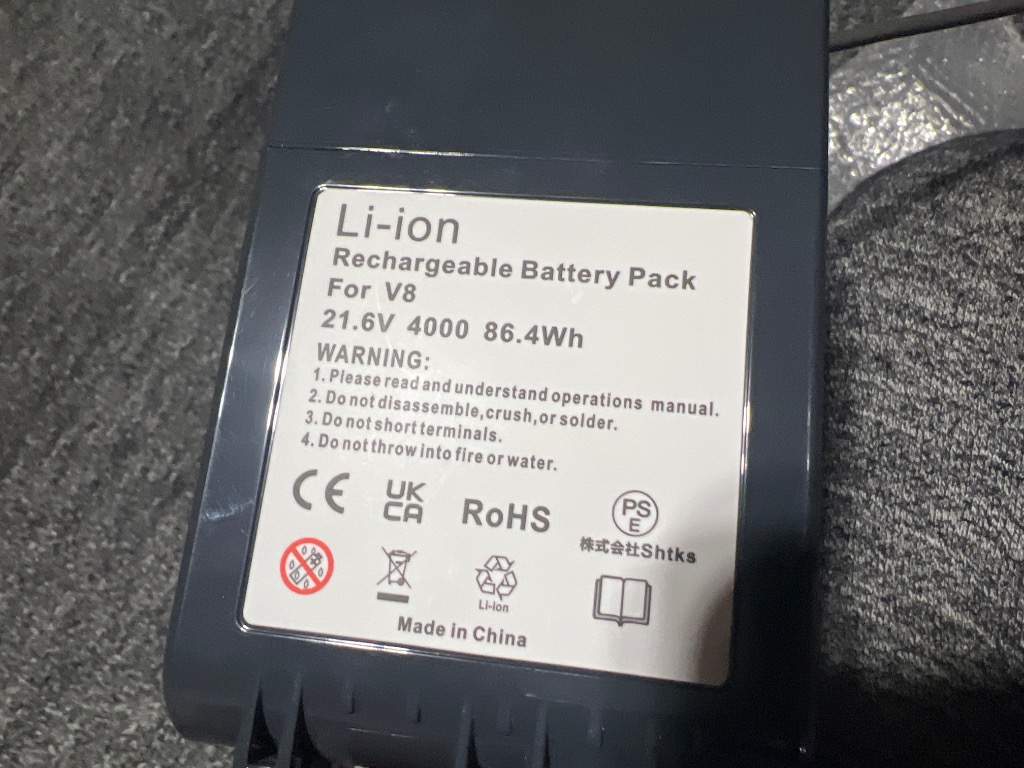 Li-ion
Rechargeable Battery Pack
For V8
21.6V 4000 86.4Wh
WARNING:
1. Please read and understand operations manual.
2. Do not disassemble,crush,or solder.
3. Do not short terminals.
4. Do not throw into fire or water.
CE UK CA RoHS PS E
株式会社Shtks
Li-ion
Made in China